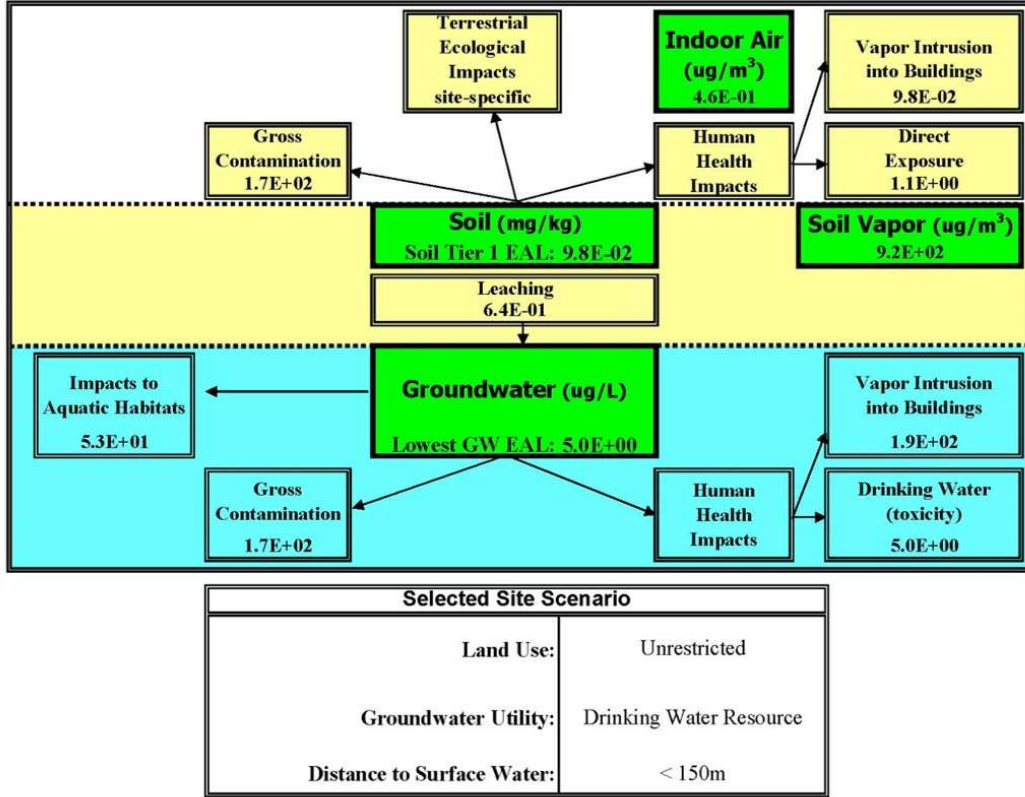 Terrestrial
Ecological
Impacts
site-specific
Indoor Air
(ug/m³)
4.6E-01
Vapor Intrusion
into Buildings
9.8E-02
Gross
Contamination
1.7E+02
Human
Health
Impacts
Direct
Exposure
1.1E+00
Soil (mg/kg)
Soil Tier 1 EAL: 9.8E-02
Soil Vapor (ug/m³)
9.2E+02
Leaching
6.4E-01
Impacts to
Aquatic Habitats
5.3E+01
Groundwater (ug/L)
Lowest GW EAL: 5.0E+00
Vapor Intrusion
into Buildings
1.9E+02
Gross
Contamination
1.7E+02
Human
Health
Impacts
Drinking Water
(toxicity)
5.0E+00
Selected Site Scenario
Land Use: Unrestricted
Groundwater Utility: Drinking Water Resource
Distance to Surface Water: < 150m